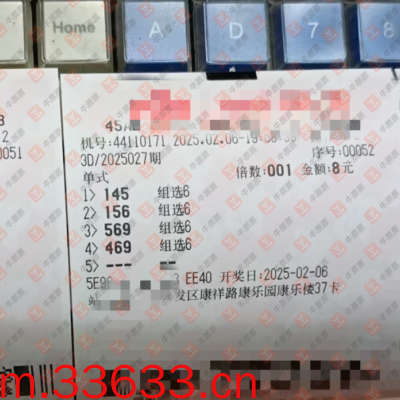 Home
A
D
7
8
机号:44110171 2025.02.06-
序号:00052
3D/2025027期
单式
倍数:001 金额:8元
1> 145 组选6
2> 156 组选6
3> 569 组选6
4> 469 组选6
5> --- --
EE40 开奖日:2025-02-06
发区康祥路康乐园康乐楼37卡
2
0051
m.33633.cn